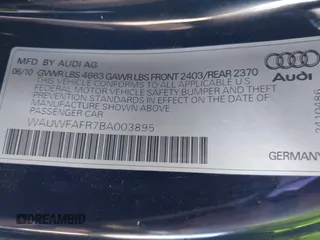 MFD BY AUDI AG
06/10 GVWR LBS 4663 GAWR LBS FRONT 2403/REAR 2370
THIS VEHICLE CONFORMS TO ALL APPLICABLE U.S.
FEDERAL MOTOR VEHICLE SAFETY BUMPER AND THEFT
PREVENTION STANDARDS IN EFFECT ON THE
DATE OF MANUFACTURE SHOWN ABOVE
PASSENGER CAR
WAUWFAFR7BA003895
Audi
GERMANY
DREAMBID